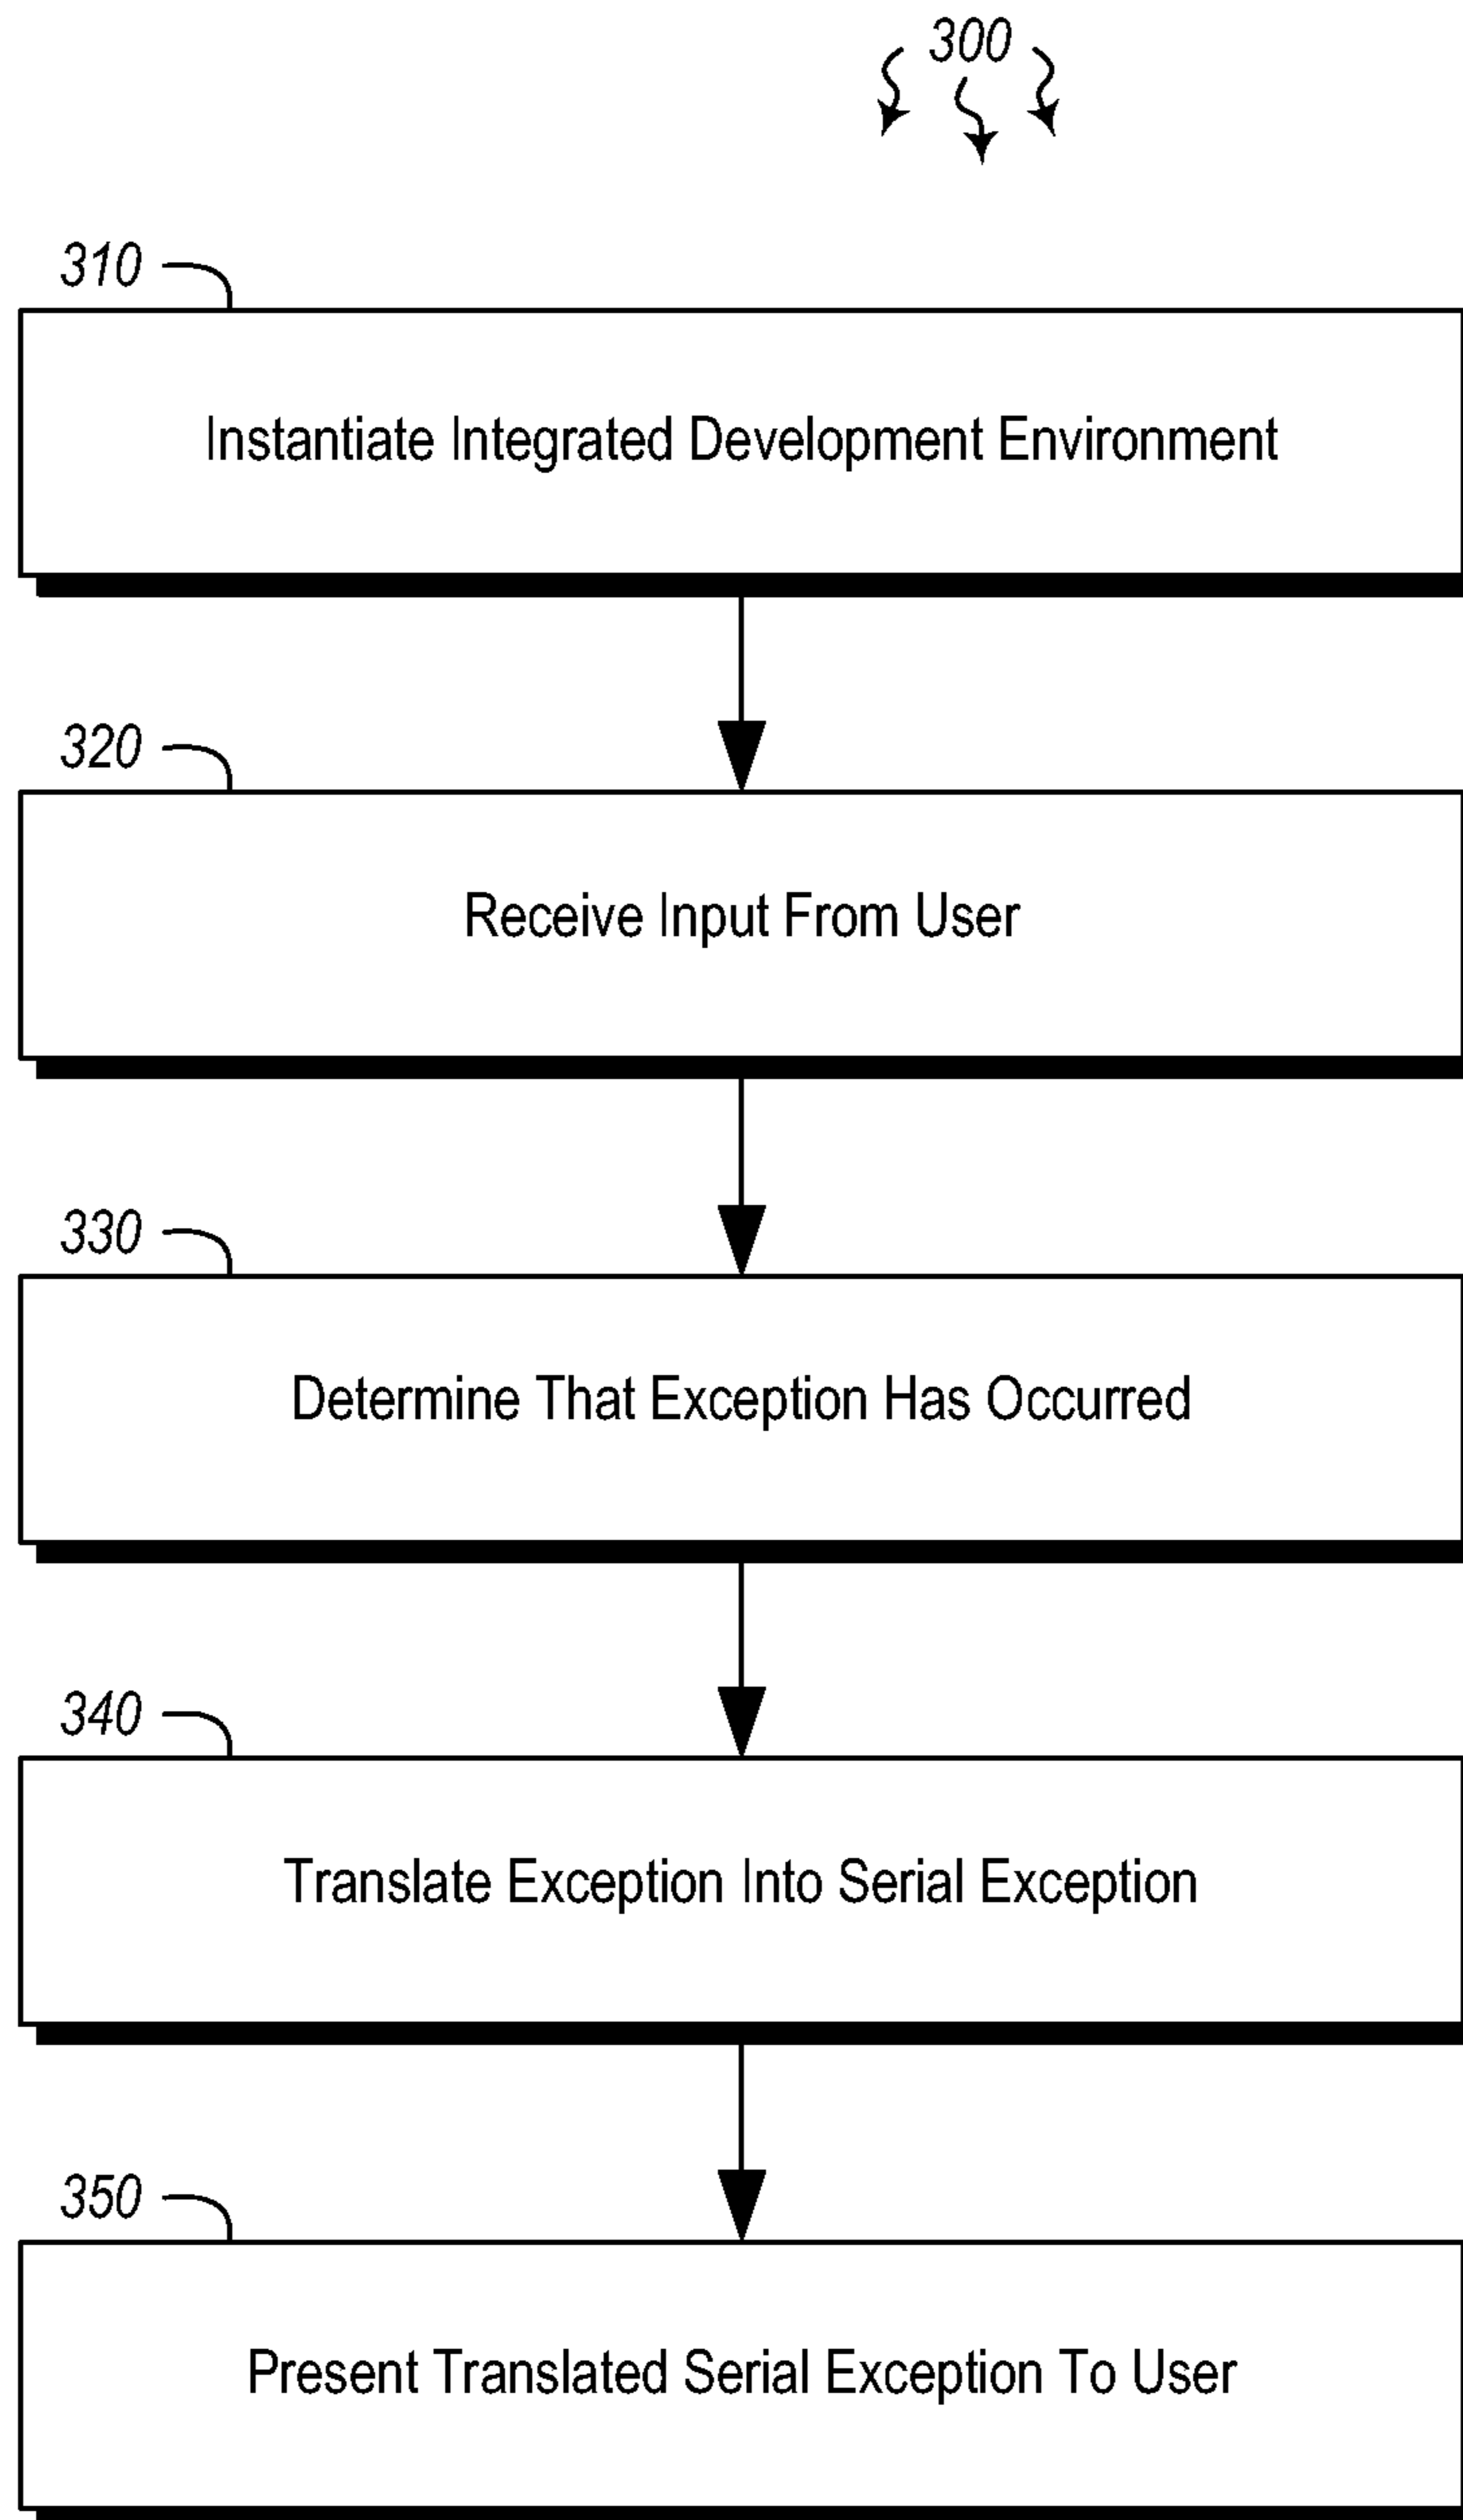 300
310
Instantiate Integrated Development Environment
320
Receive Input From User
330
Determine That Exception Has Occurred
340
Translate Exception Into Serial Exception
350
Present Translated Serial Exception To User